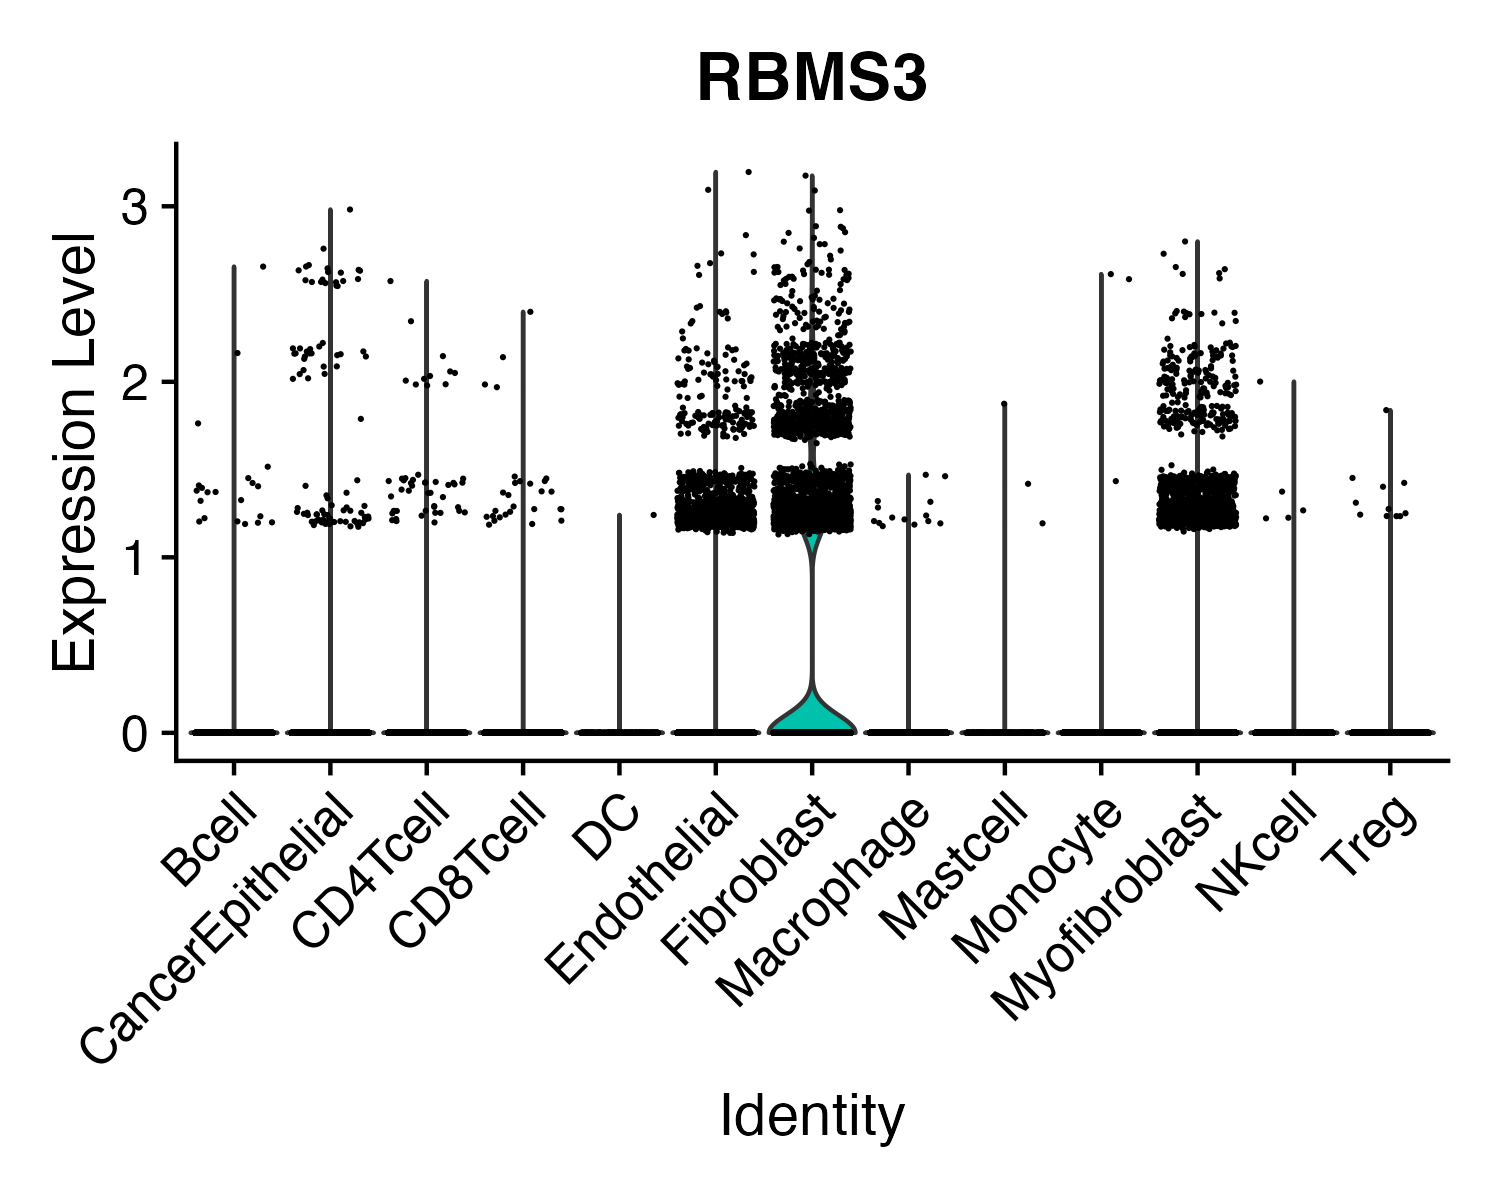 RBMS3
Expression Level
3
2
1
0
Bcell
CancerEpithelial
CD4Tcell
CD8Tcell
DC
Endothelial
Fibroblast
Macrophage
Mastcell
Monocyte
Myofibroblast
NKcell
Treg
Identity